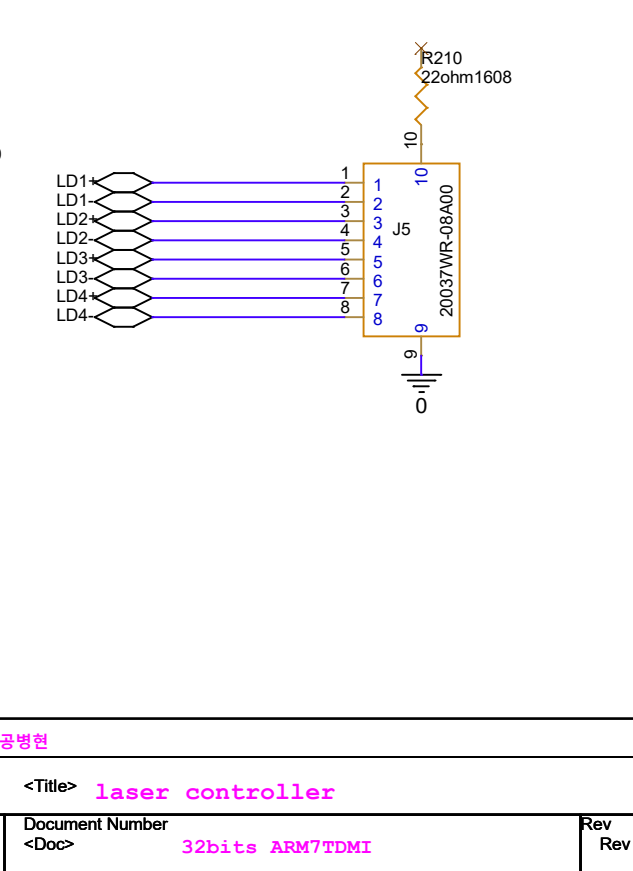 R210
22ohm1608
10
10
LD1+
1
1
LD1-
2
2
LD2+
3
3
LD2-
4
4
LD3+
5
5
LD3-
6
6
LD4+
7
7
LD4-
8
8
J5
20037WR-08A00
9
9
0
공병현
<Title> laser controller
Document Number
Rev
<Doc> 32bits ARM7TDMI
Rev